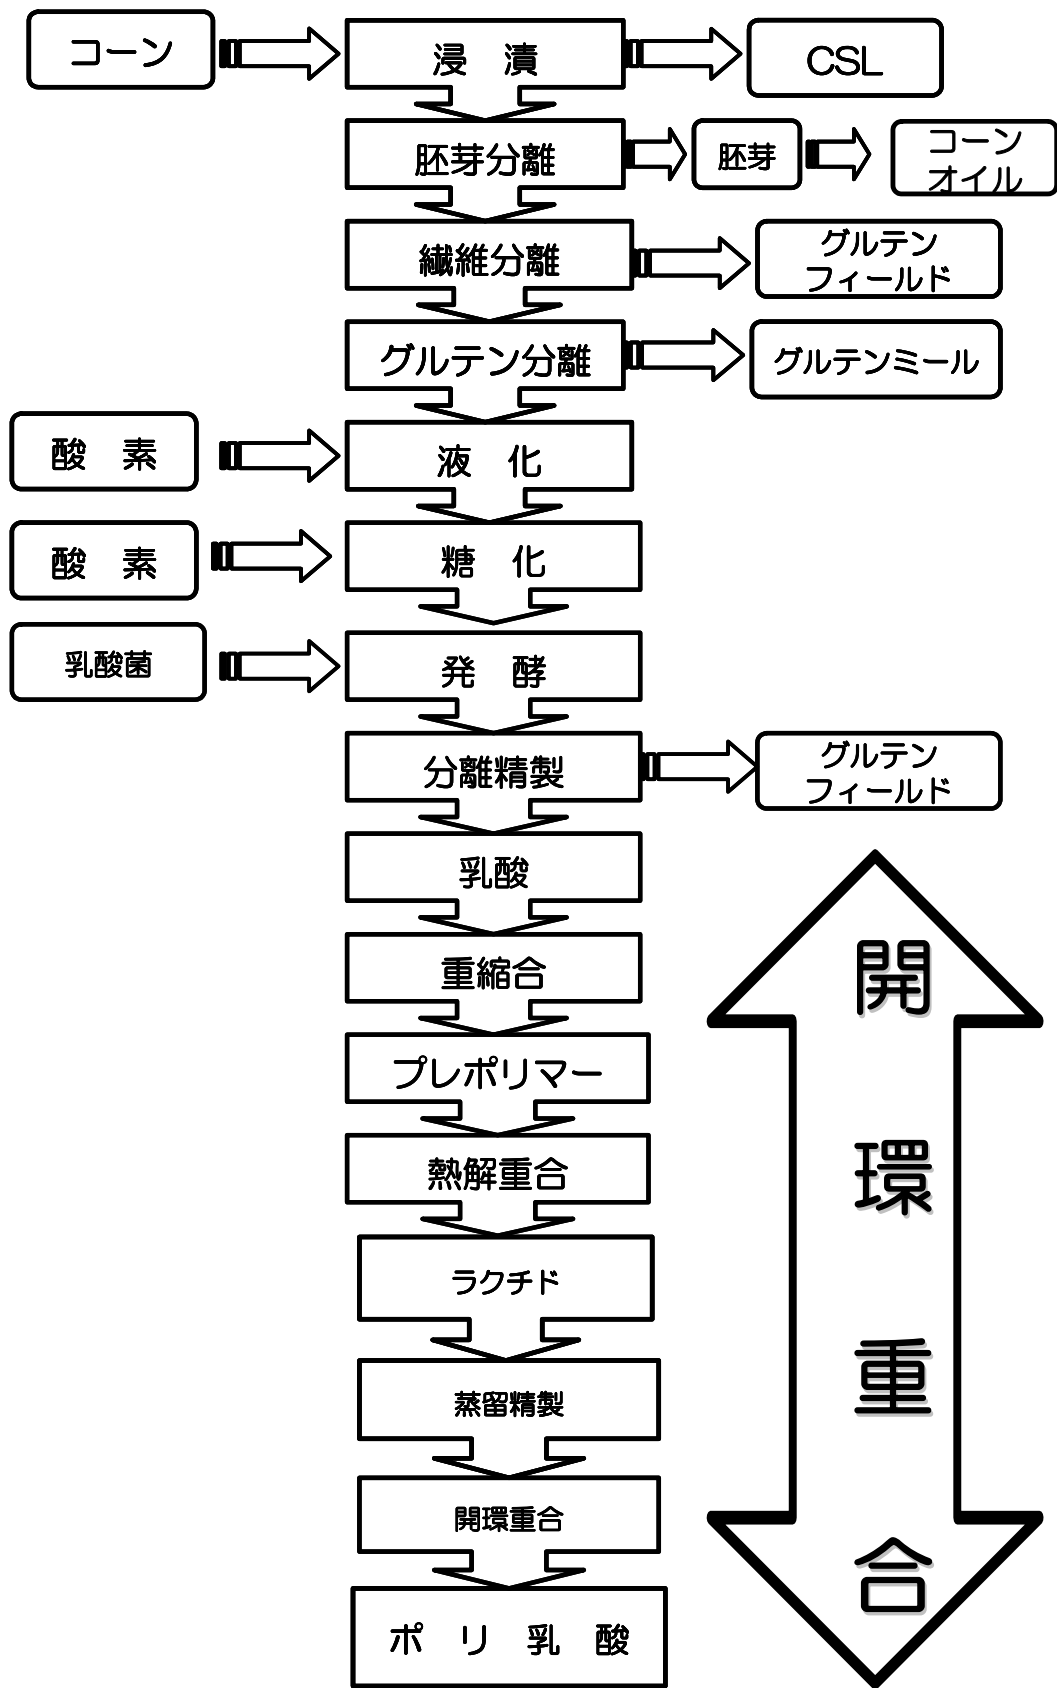 コーン
浸 漬
CSL
胚芽分離
胚芽
コーン
オイル
繊維分離
グルテン
フィールド
グルテン分離
グルテンミール
酸 素
液 化
酸 素
糖 化
乳酸菌
発 酵
分離精製
グルテン
フィールド
乳酸
重縮合
プレポリマー
熱解重合
ラクチド
蒸留精製
開環重合
ポ リ 乳 酸
開
環
重
合